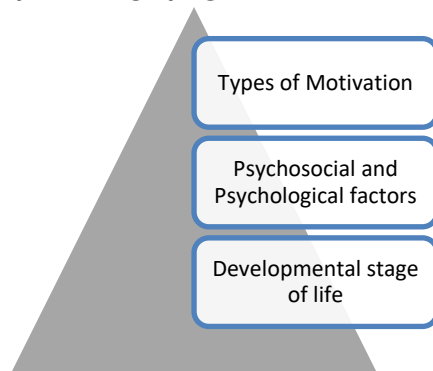 Types of Motivation
Psychosocial and
Psychological factors
Developmental stage
of life